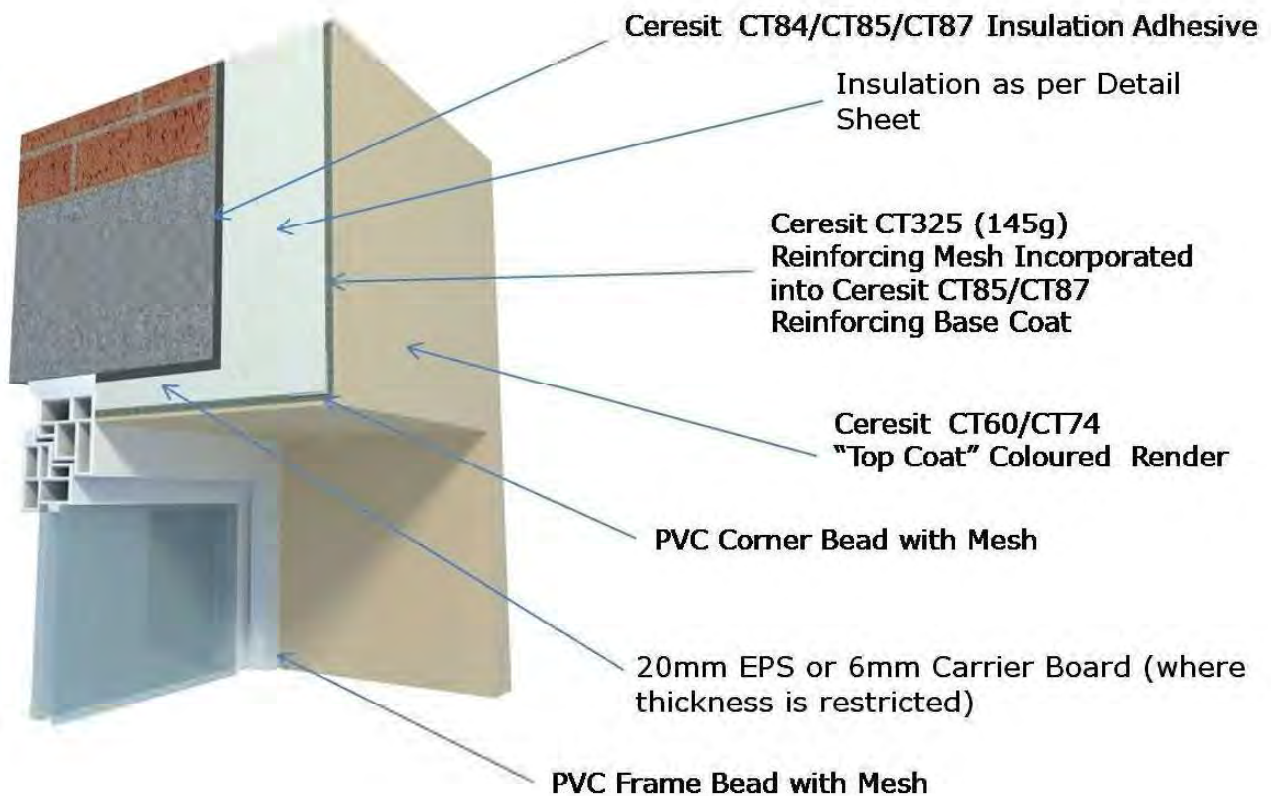 Ceresit CT84/CT85/CT87 Insulation Adhesive
Insulation as per Detail
Sheet
Ceresit CT325 (145g)
Reinforcing Mesh Incorporated
into Ceresit CT85/CT87
Reinforcing Base Coat
Ceresit CT60/CT74
“Top Coat” Coloured Render
PVC Corner Bead with Mesh
20mm EPS or 6mm Carrier Board (where
thickness is restricted)
PVC Frame Bead with Mesh